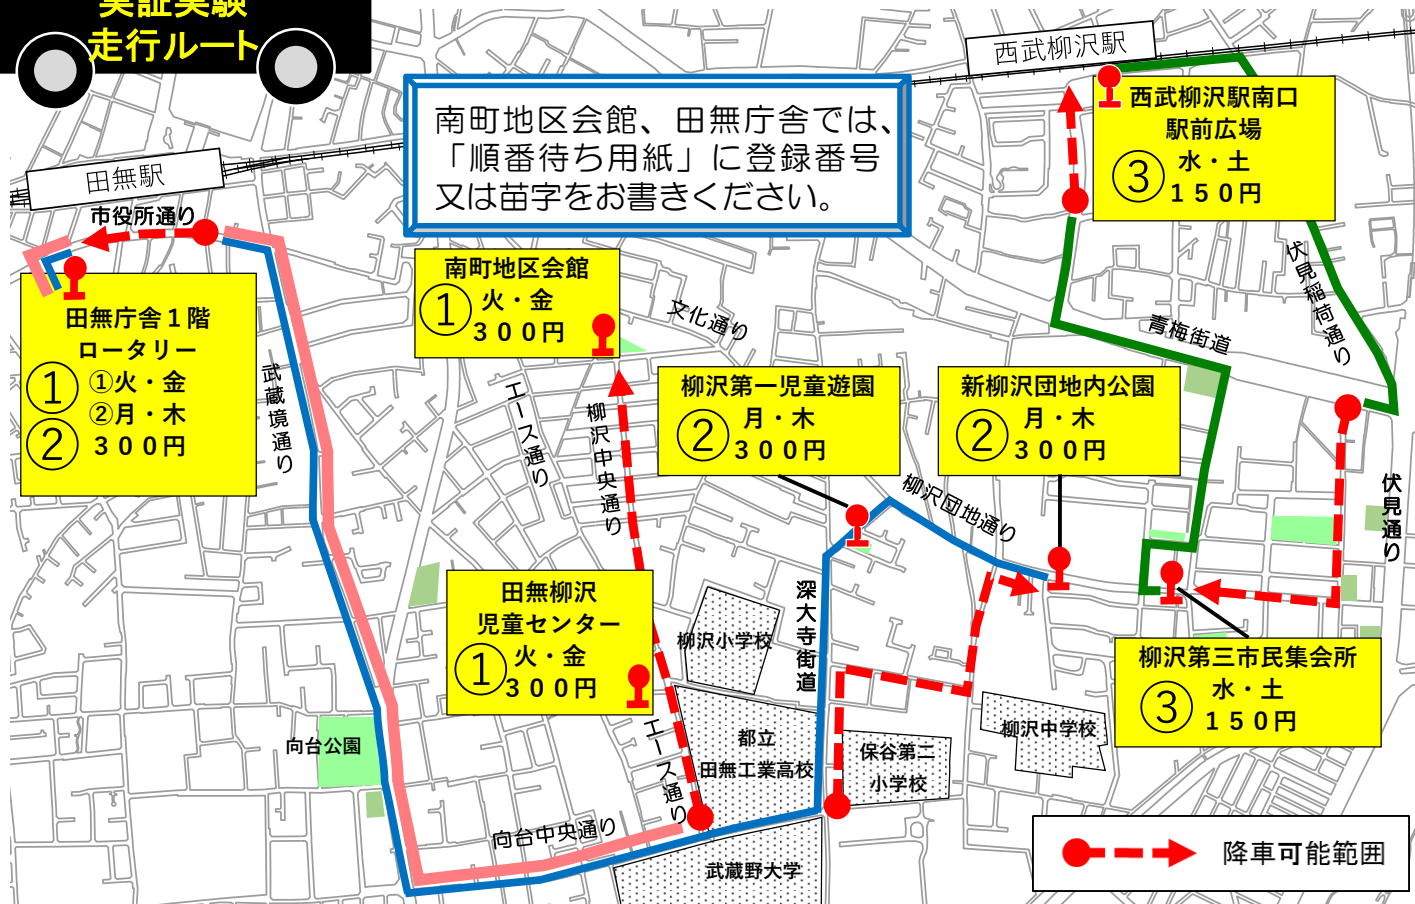 実証実験
走行ルート
西武柳沢駅
田無駅
南町地区会館、田無庁舎では、
「順番待ち用紙」に登録番号
又は苗字をお書きください。
西武柳沢駅南口
駅前広場
③ 水・土
１５０円
市役所通り
田無庁舎１階
ロータリー
① ①火・金
② ②月・木
３００円
南町地区会館
① 火・金
３００円
文化通り
伏見稲荷通り
青梅街道
武蔵境通り
エース通り
柳沢中央通り
柳沢第一児童遊園
② 月・木
３００円
新柳沢団地内公園
② 月・木
３００円
柳沢団地通り
伏見通り
田無柳沢
児童センター
① 火・金
３００円
柳沢小学校
深大寺街道
柳沢第三市民集会所
③ 水・土
１５０円
向台公園
エース通り
都立
田無工業高校
保谷第二
小学校
柳沢中学校
向台中央通り
武蔵野大学
降車可能範囲